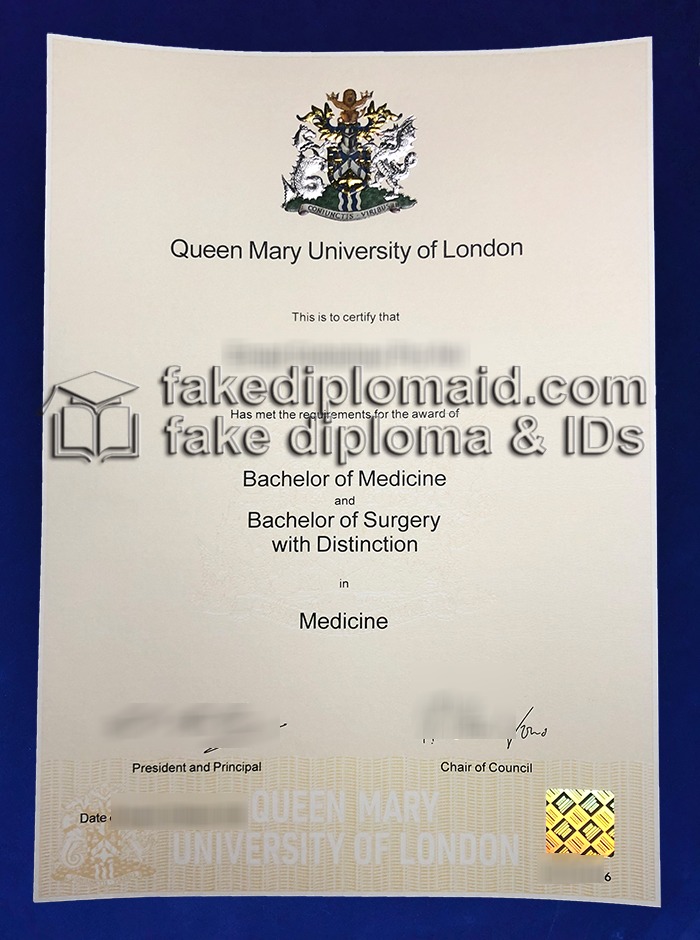 CONJUNCTIS VIRIBUS
Queen Mary University of London
This is to certify that
fakediplomaid.com
Has met the requirements for the award of
fake diploma & IDs
Bachelor of Medicine
and
Bachelor of Surgery
with Distinction
in
Medicine
President and Principal
Chair of Council
Date
QUEEN MARY
UNIVERSITY OF LONDON
6